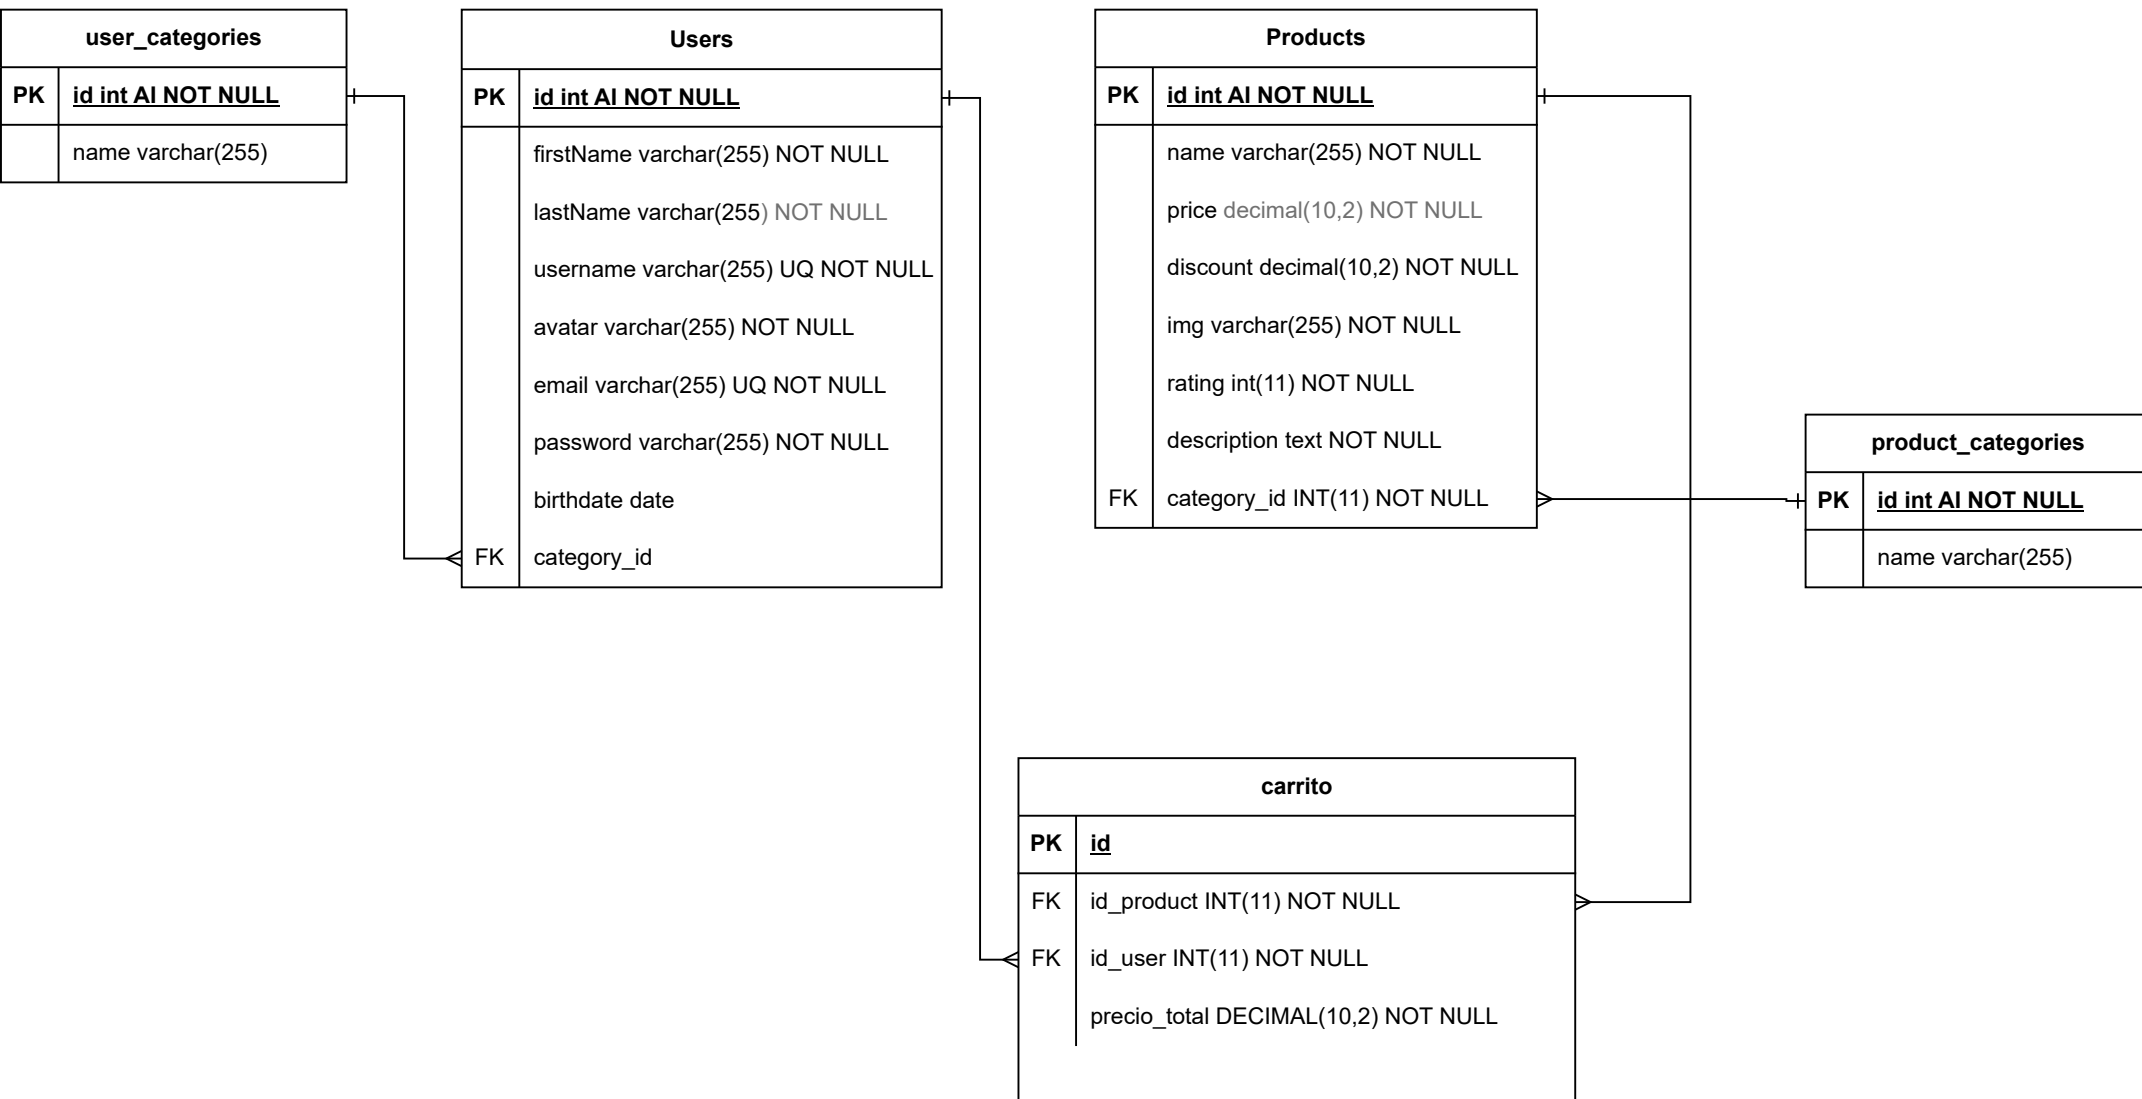 user_categories
PK id int AI NOT NULL
name varchar(255)
Users
PK id int AI NOT NULL
firstName varchar(255) NOT NULL
lastName varchar(255) NOT NULL
username varchar(255) UQ NOT NULL
avatar varchar(255) NOT NULL
email varchar(255) UQ NOT NULL
password varchar(255) NOT NULL
birthdate date
FK category_id
Products
PK id int AI NOT NULL
name varchar(255) NOT NULL
price decimal(10,2) NOT NULL
discount decimal(10,2) NOT NULL
img varchar(255) NOT NULL
rating int(11) NOT NULL
description text NOT NULL
FK category_id INT(11) NOT NULL
product_categories
PK id int AI NOT NULL
name varchar(255)
carrito
PK id
FK id_product INT(11) NOT NULL
FK id_user INT(11) NOT NULL
precio_total DECIMAL(10,2) NOT NULL